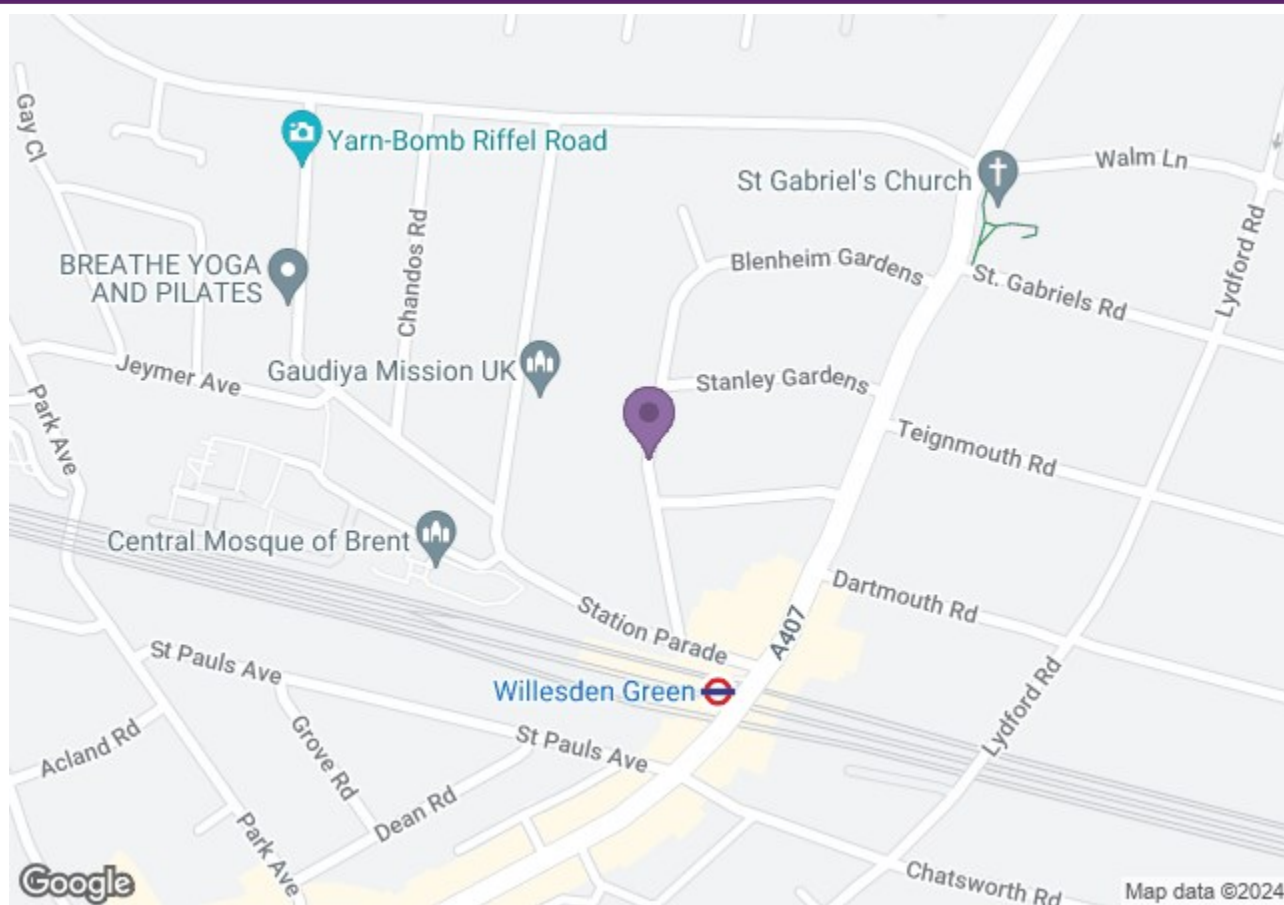 Gay Cl
Yarn-Bomb Riffel Road
Walm Ln
St Gabriel's Church
Chandos Rd
Lydford Rd
BREATHE YOGA
AND PILATES
Blenheim Gardens
St. Gabriels Rd
Jeymer Ave
Gaudiya Mission UK
Stanley Gardens
Park Ave
Teignmouth Rd
Central Mosque of Brent
Dartmouth Rd
Station Parade
A407
St Pauls Ave
Willesden Green
Lydford Rd
Acland Rd
Grove Rd
St Pauls Ave
Dean Rd
Park Ave
Chatsworth Rd
Google
Map data ©2024